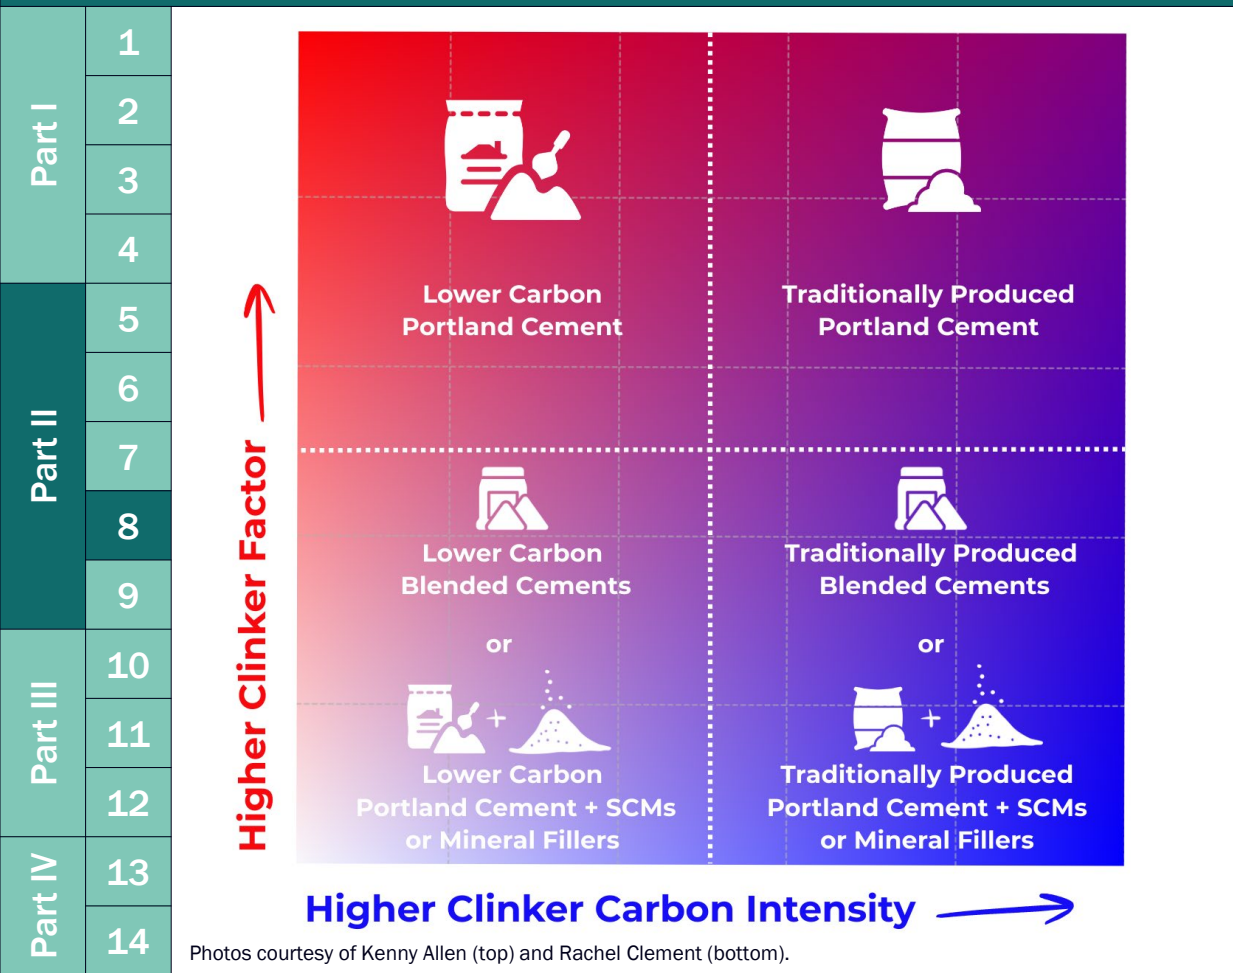 Part I
1
2
3
4
Part II
5
6
7
8
9
Part III
10
11
12
Part IV
13
14
Higher Clinker Factor
Lower Carbon
Portland Cement
Traditionally Produced
Portland Cement
Lower Carbon
Blended Cements
or
Lower Carbon
Portland Cement + SCMs
or Mineral Fillers
Traditionally Produced
Blended Cements
or
Traditionally Produced
Portland Cement + SCMs
or Mineral Fillers
Higher Clinker Carbon Intensity
Photos courtesy of Kenny Allen (top) and Rachel Clement (bottom).